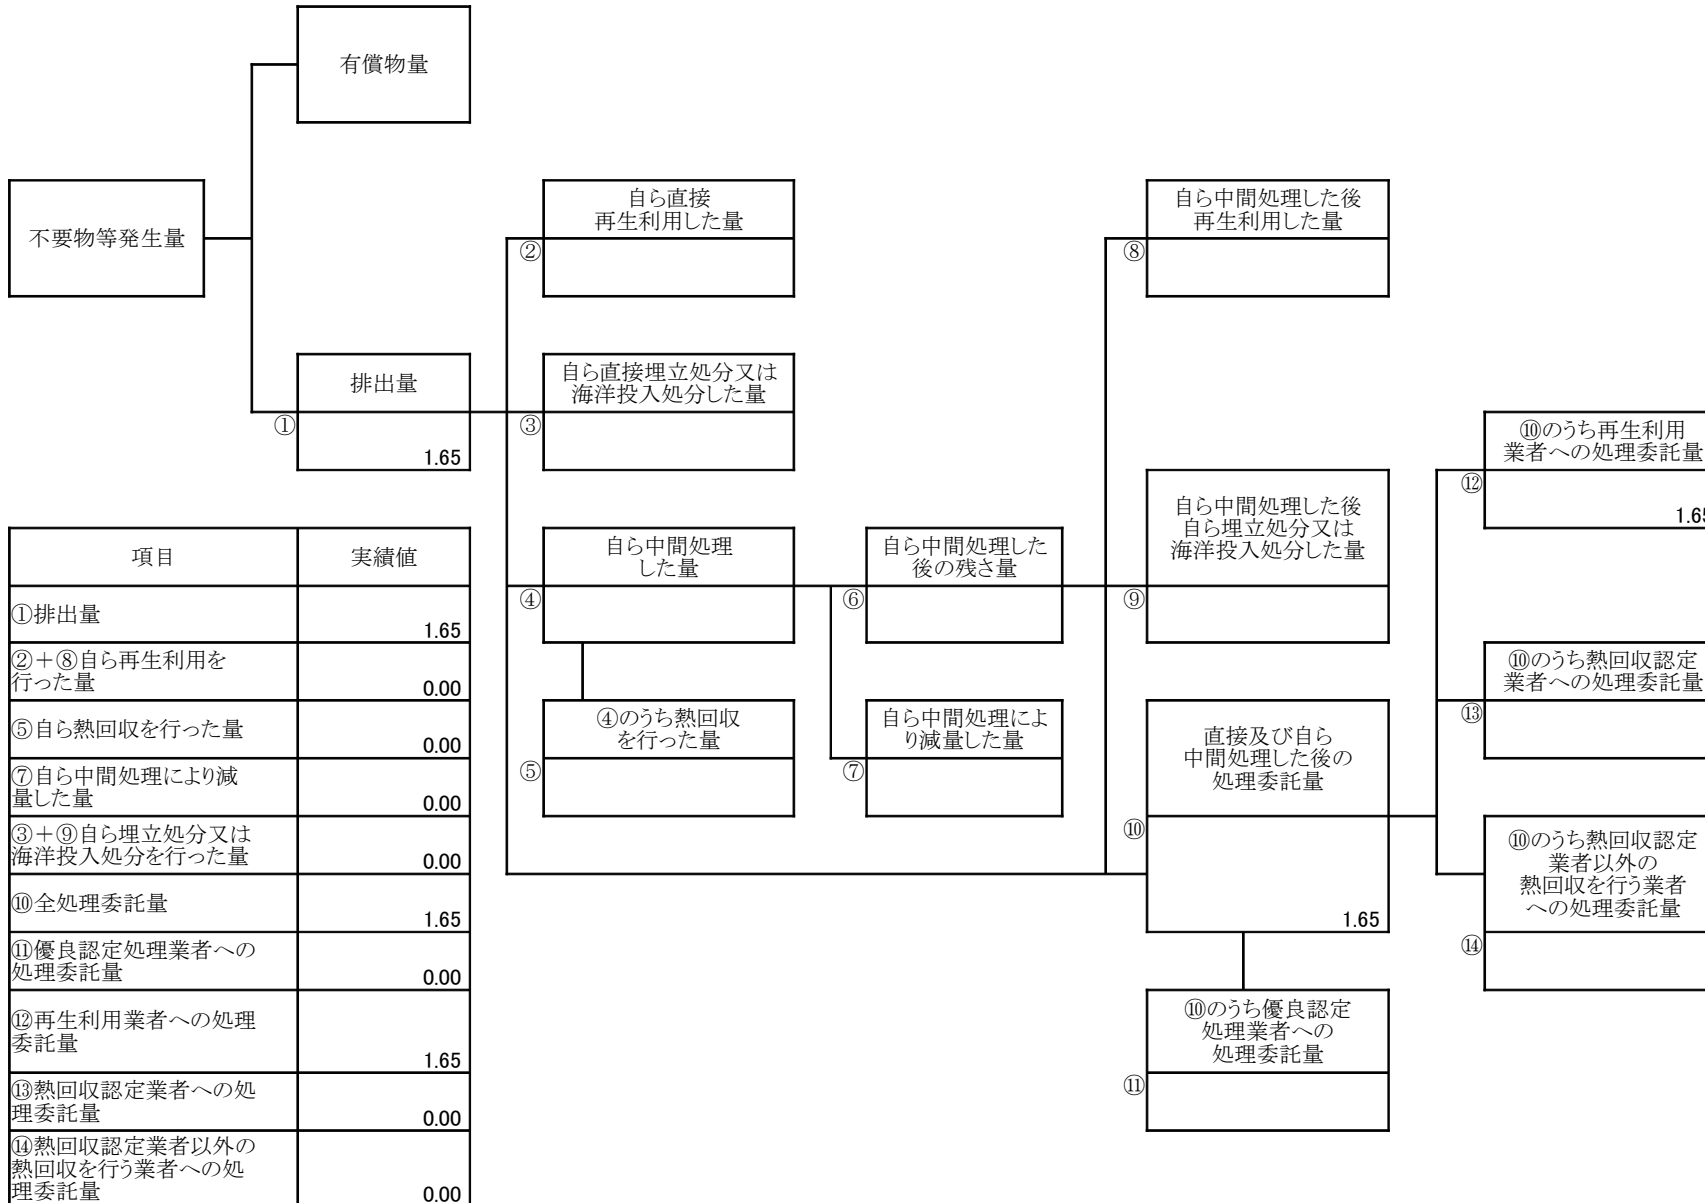 有償物量
不要物等発生量
自ら直接
再生利用した量
②
自ら中間処理した後
再生利用した量
⑧
排出量
①
1.65
自ら直接埋立処分又は
海洋投入処分した量
③
⑩のうち再生利用
業者への処理委託量
⑫
1.65
自ら中間処理
した量
④
自ら中間処理した
後の残さ量
⑥
自ら中間処理した後
自ら埋立処分又は
海洋投入処分した量
⑨
④のうち熱回収
を行った量
⑤
自ら中間処理によ
り減量した量
⑦
直接及び自ら
中間処理した後の
処理委託量
⑩
1.65
⑩のうち熱回収認定
業者への処理委託量
⑬
⑩のうち熱回収認定
業者以外の
熱回収を行う業者
への処理委託量
⑭
⑩のうち優良認定
処理業者への
処理委託量
⑪
項目
実績値
①排出量
1.65
②+⑧自ら再生利用を
行った量
0.00
⑤自ら熱回収を行った量
0.00
⑦自ら中間処理により減
量した量
0.00
③+⑨自ら埋立処分又は
海洋投入処分を行った量
0.00
⑩全処理委託量
1.65
⑪優良認定処理業者への
処理委託量
0.00
⑫再生利用業者への処理
委託量
1.65
⑬熱回収認定業者への処
理委託量
0.00
⑭熱回収認定業者以外の
熱回収を行う業者への処
理委託量
0.00